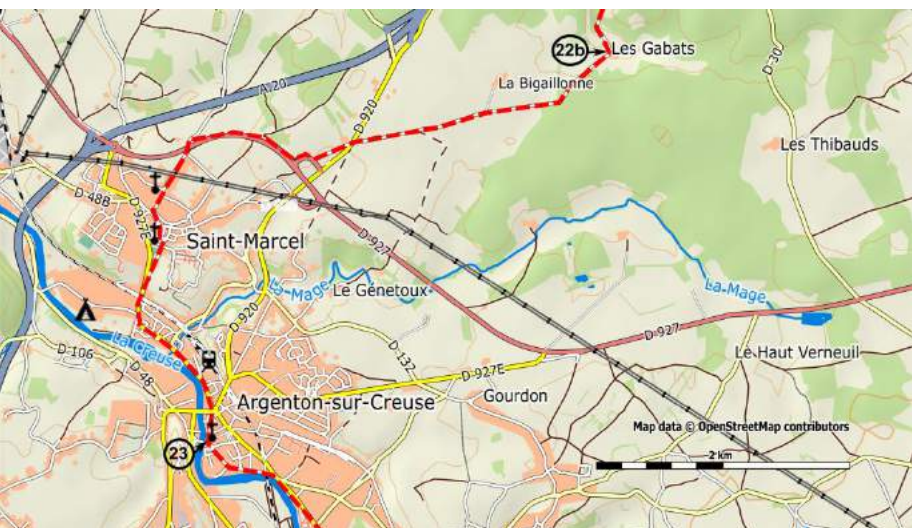 22b
Les Gabats
La Bigaillonne
A 20
D 920
D-30
Les Thibauds
D-48B
D-927E
Saint-Marcel
D-927
La Mage
Le Génetoux
La-Mage
D-920
La Creuse
D-106
D-48
D-132
D-927
D-927E
Le-Haut Verneuil
Gourdon
Argenton-sur-Creuse
Map data © OpenStreetMap contributors
23
2 km